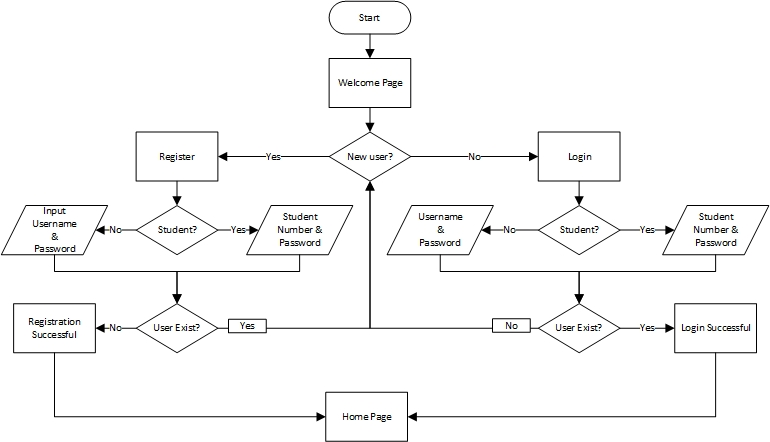 Start
Welcome Page
New user?
Yes
No
Register
Login
Input
Username
&
Password
No
Student?
Yes
Student
Number &
Password
Username
&
Password
No
Student?
Yes
Student
Number &
Password
Registration
Successful
No
User Exist?
Yes
No
User Exist?
Yes
Login Successful
Home Page